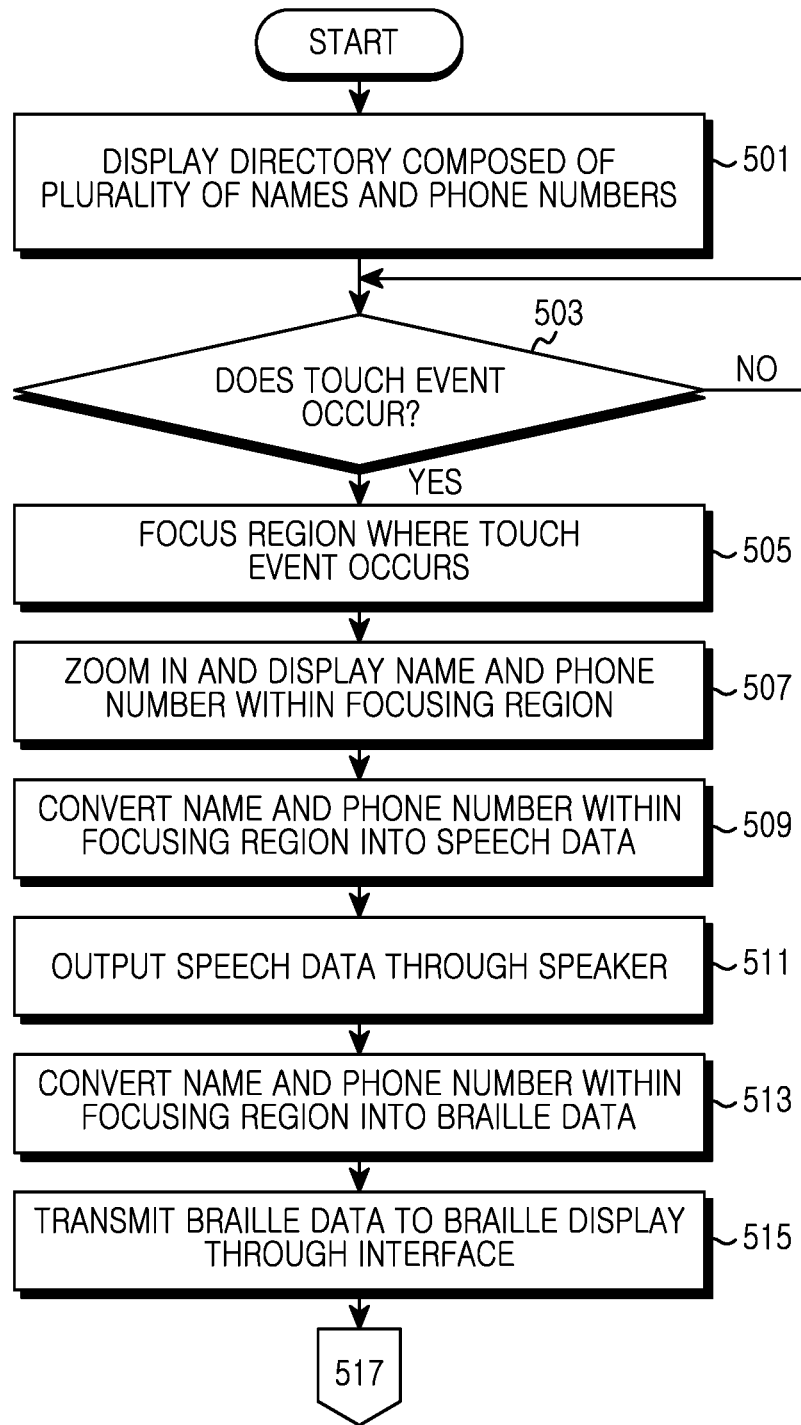 START
DISPLAY DIRECTORY COMPOSED OF
PLURALITY OF NAMES AND PHONE NUMBERS
501
503
DOES TOUCH EVENT
OCCUR?
NO
YES
FOCUS REGION WHERE TOUCH
EVENT OCCURS
505
ZOOM IN AND DISPLAY NAME AND PHONE
NUMBER WITHIN FOCUSING REGION
507
CONVERT NAME AND PHONE NUMBER WITHIN
FOCUSING REGION INTO SPEECH DATA
509
OUTPUT SPEECH DATA THROUGH SPEAKER
511
CONVERT NAME AND PHONE NUMBER WITHIN
FOCUSING REGION INTO BRAILLE DATA
513
TRANSMIT BRAILLE DATA TO BRAILLE DISPLAY
THROUGH INTERFACE
515
517